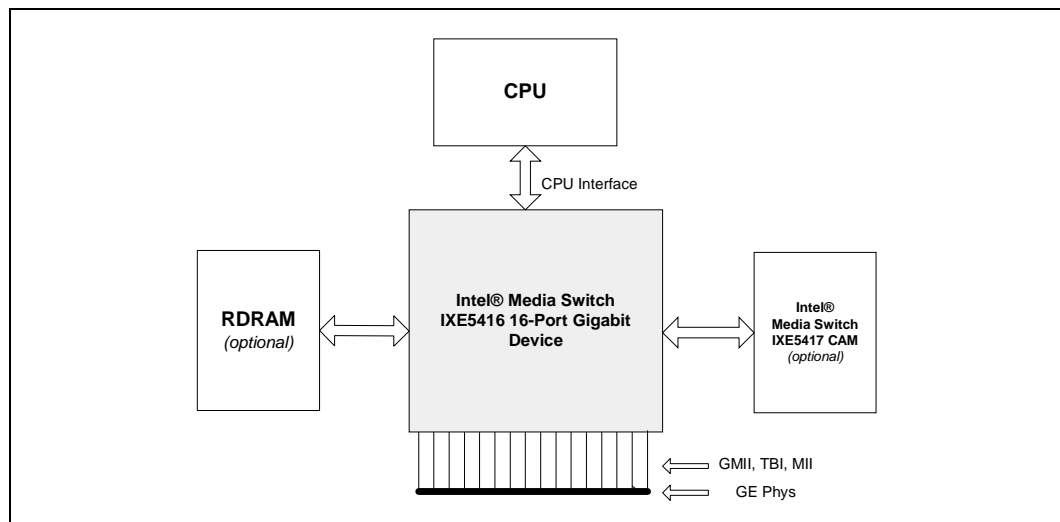 CPU
CPU Interface
RDRAM
(optional)
Intel® Media Switch
IXE5416 16-Port Gigabit
Device
Intel®
Media Switch
IXE5417 CAM
(optional)
GMII, TBI, MII
GE Phys